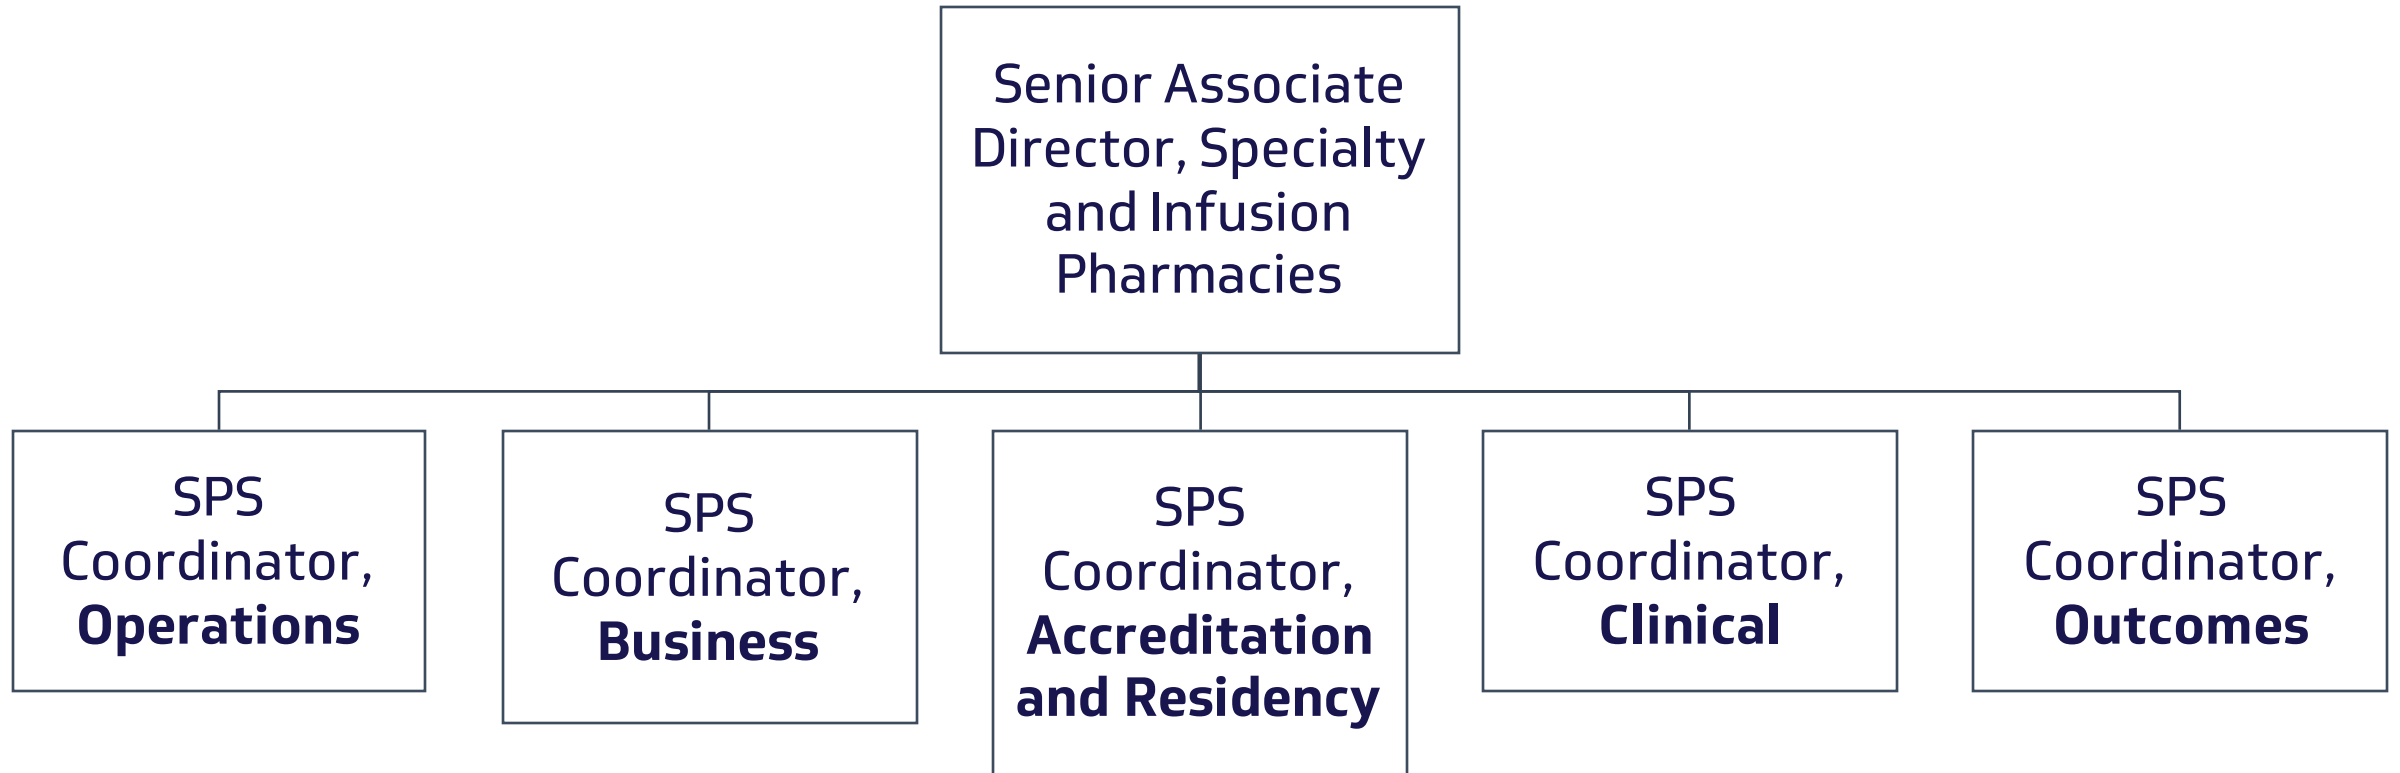 Senior Associate
Director, Specialty
and Infusion
Pharmacies
SPS
Coordinator,
Operations
SPS
Coordinator,
Business
SPS
Coordinator,
Accreditation
and Residency
SPS
Coordinator,
Clinical
SPS
Coordinator,
Outcomes